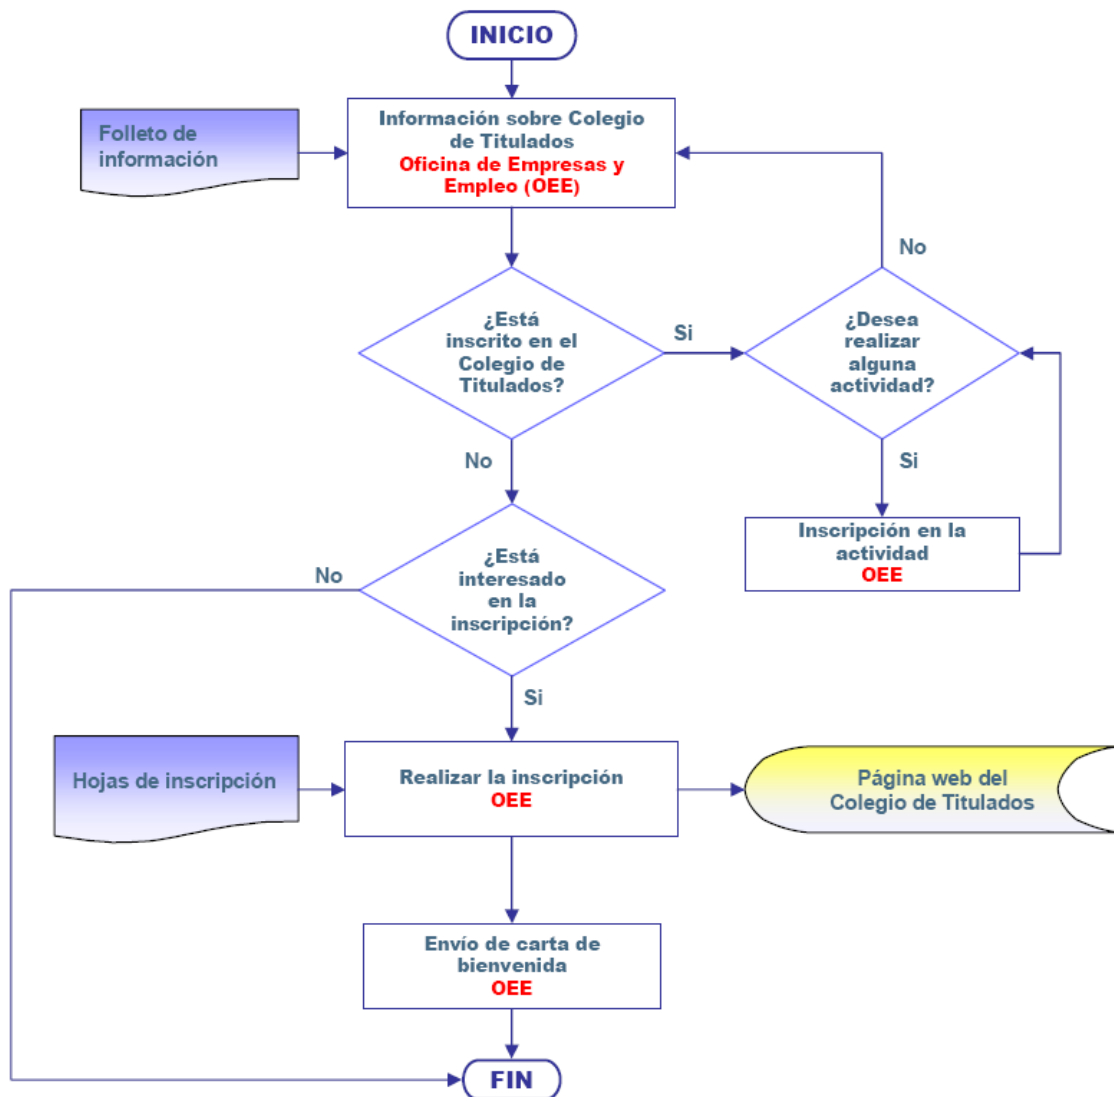 INICIO
Folleto de
información
Información sobre Colegio
de Titulados
Oficina de Empresas y
Empleo (OEE)
No
¿Está
inscrito en el
Colegio de
Titulados?
Si
¿Desea
realizar
alguna
actividad?
No
Si
Inscripción en la
actividad
OEE
No
¿Está
interesado
en la
inscripción?
Si
Hojas de inscripción
Realizar la inscripción
OEE
Página web del
Colegio de Titulados
Envío de carta de
bienvenida
OEE
FIN